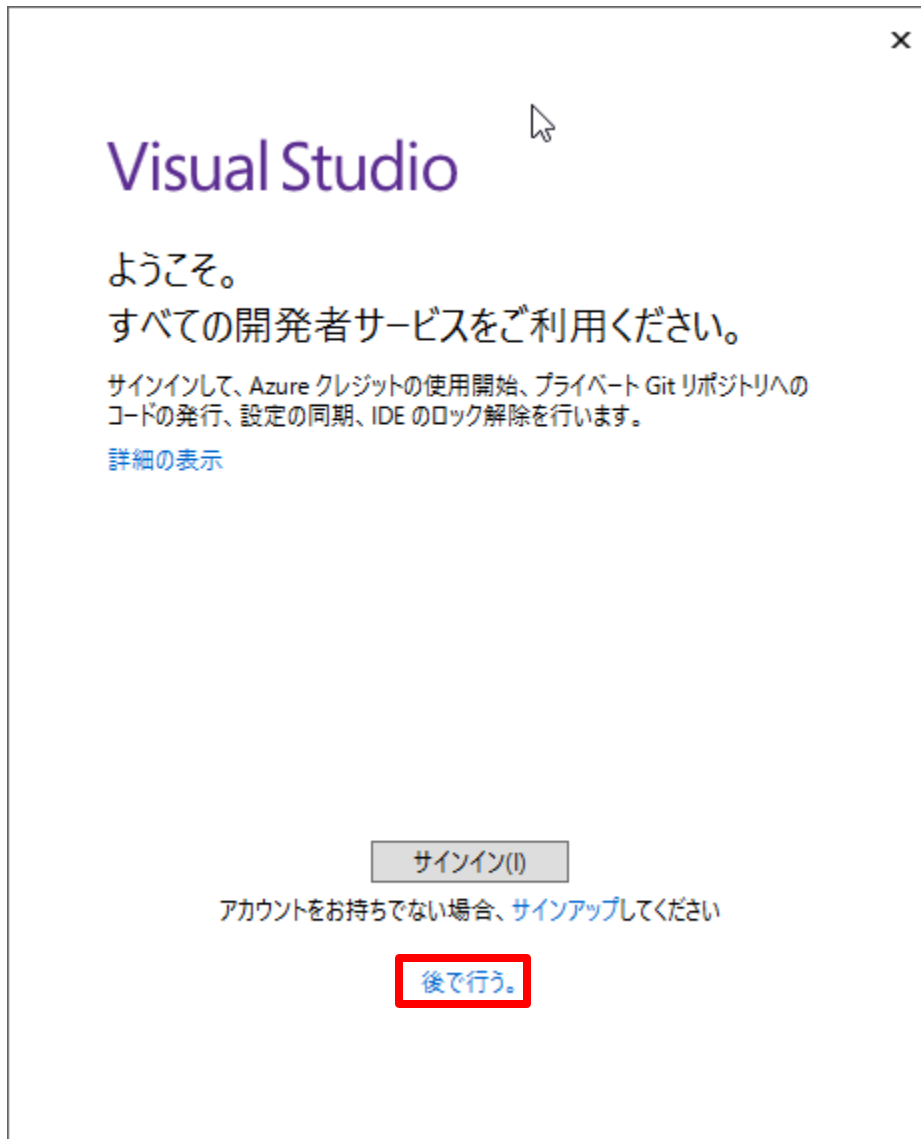 Visual Studio
ようこそ。
すべての開発者サービスをご利用ください。
サインインして、Azure クレジットの使用開始、プライベート Git リポジトリへの
コードの発行、設定の同期、IDE のロック解除を行います。
詳細の表示
サインイン(I)
アカウントをお持ちでない場合、サインアップしてください
後で行う。